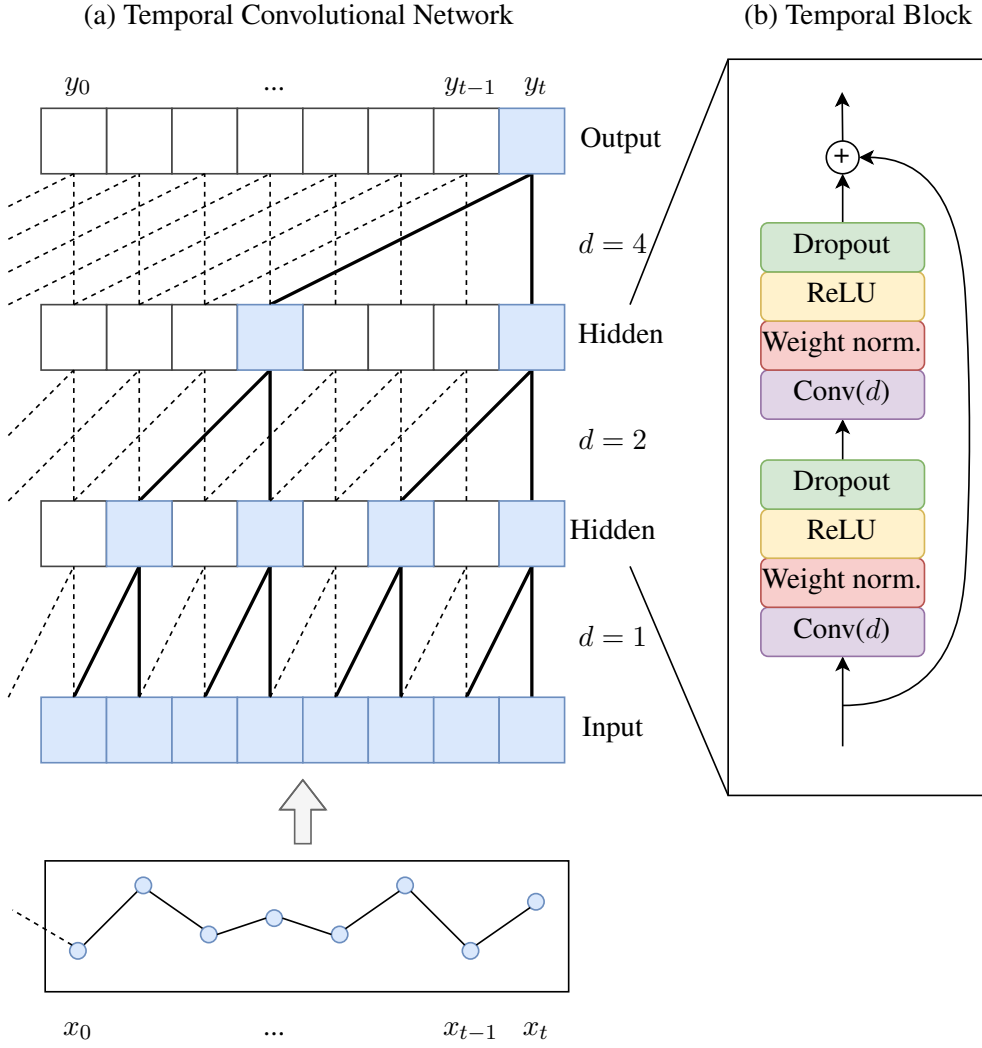 (a) Temporal Convolutional Network
y₀ ... yₜ₋₁ yₜ
Output
d = 4
Hidden
d = 2
Hidden
d = 1
Input
x₀ ... xₜ₋₁ xₜ
(b) Temporal Block
+
Dropout
ReLU
Weight norm.
Conv(d)
Dropout
ReLU
Weight norm.
Conv(d)